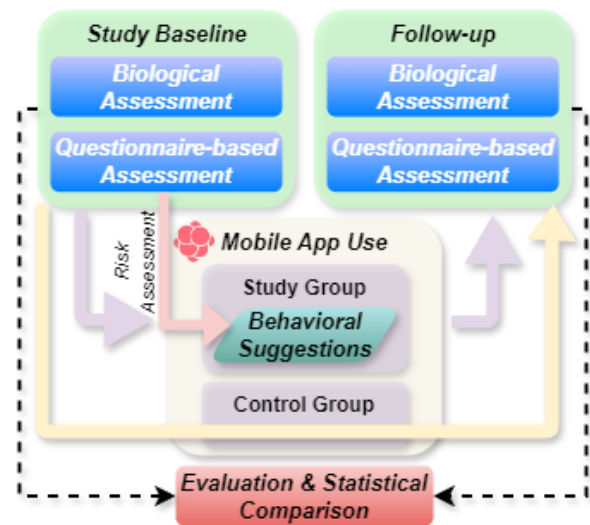 Study Baseline
Biological
Assessment
Questionnaire-based
Assessment
Follow-up
Biological
Assessment
Questionnaire-based
Assessment
Risk
Assessment
Mobile App Use
Study Group
Behavioral
Suggestions
Control Group
Evaluation & Statistical
Comparison